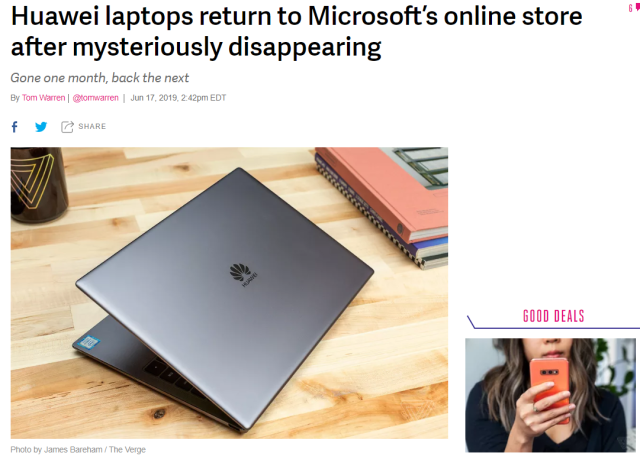 Huawei laptops return to Microsoft’s online store
after mysteriously disappearing
6
Gone one month, back the next
By Tom Warren | @tomwarren | Jun 17, 2019, 2:42pm EDT
SHARE
HUAWEI
GOOD DEALS
Photo by James Bareham / The Verge